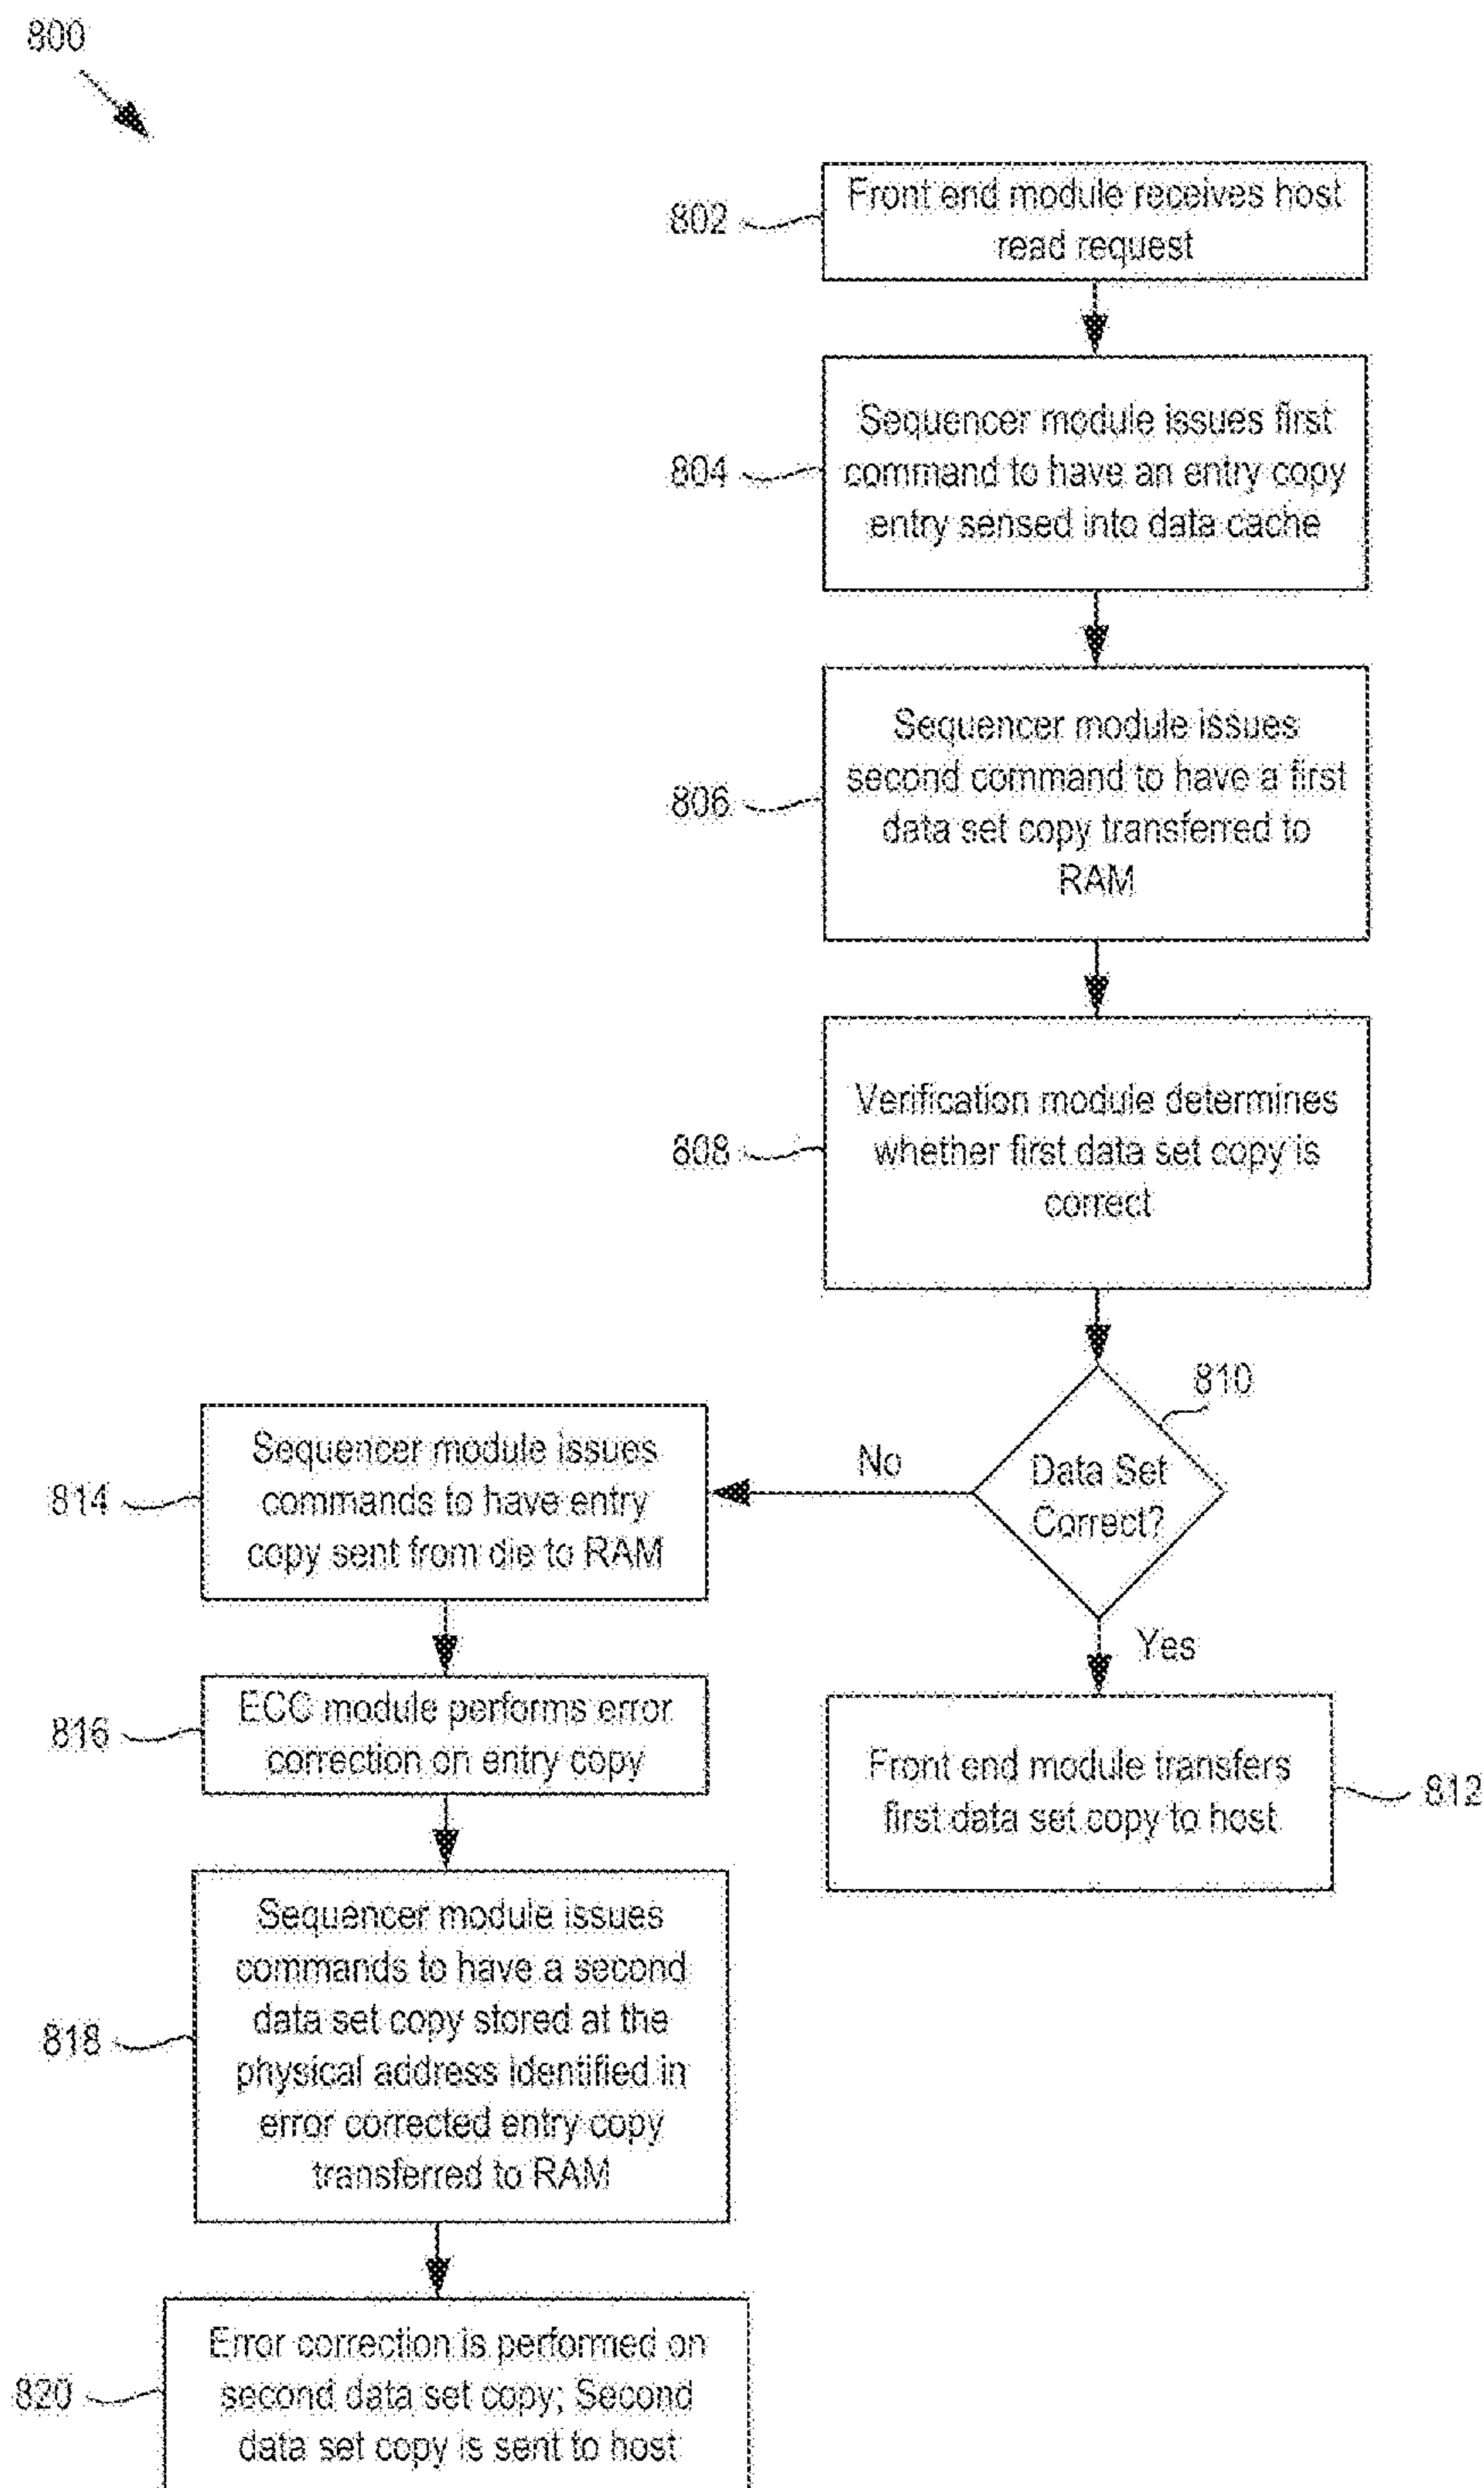 800
802
Front end module receives host
read request
804
Sequencer module issues first
command to have an entry copy
entry sensed into data cache
806
Sequencer module issues
second command to have a first
data set copy transferred to
RAM
808
Verification module determines
whether first data set copy is
correct
810
Data Set
Correct?
No
Yes
812
Front end module transfers
first data set copy to host
814
Sequencer module issues
commands to have entry
copy sent from die to RAM
816
ECC module performs error
correction on entry copy
818
Sequencer module issues
commands to have a second
data set copy stored at the
physical address identified in
error corrected entry copy
transferred to RAM
820
Error correction is performed on
second data set copy; Second
data set copy is sent to host